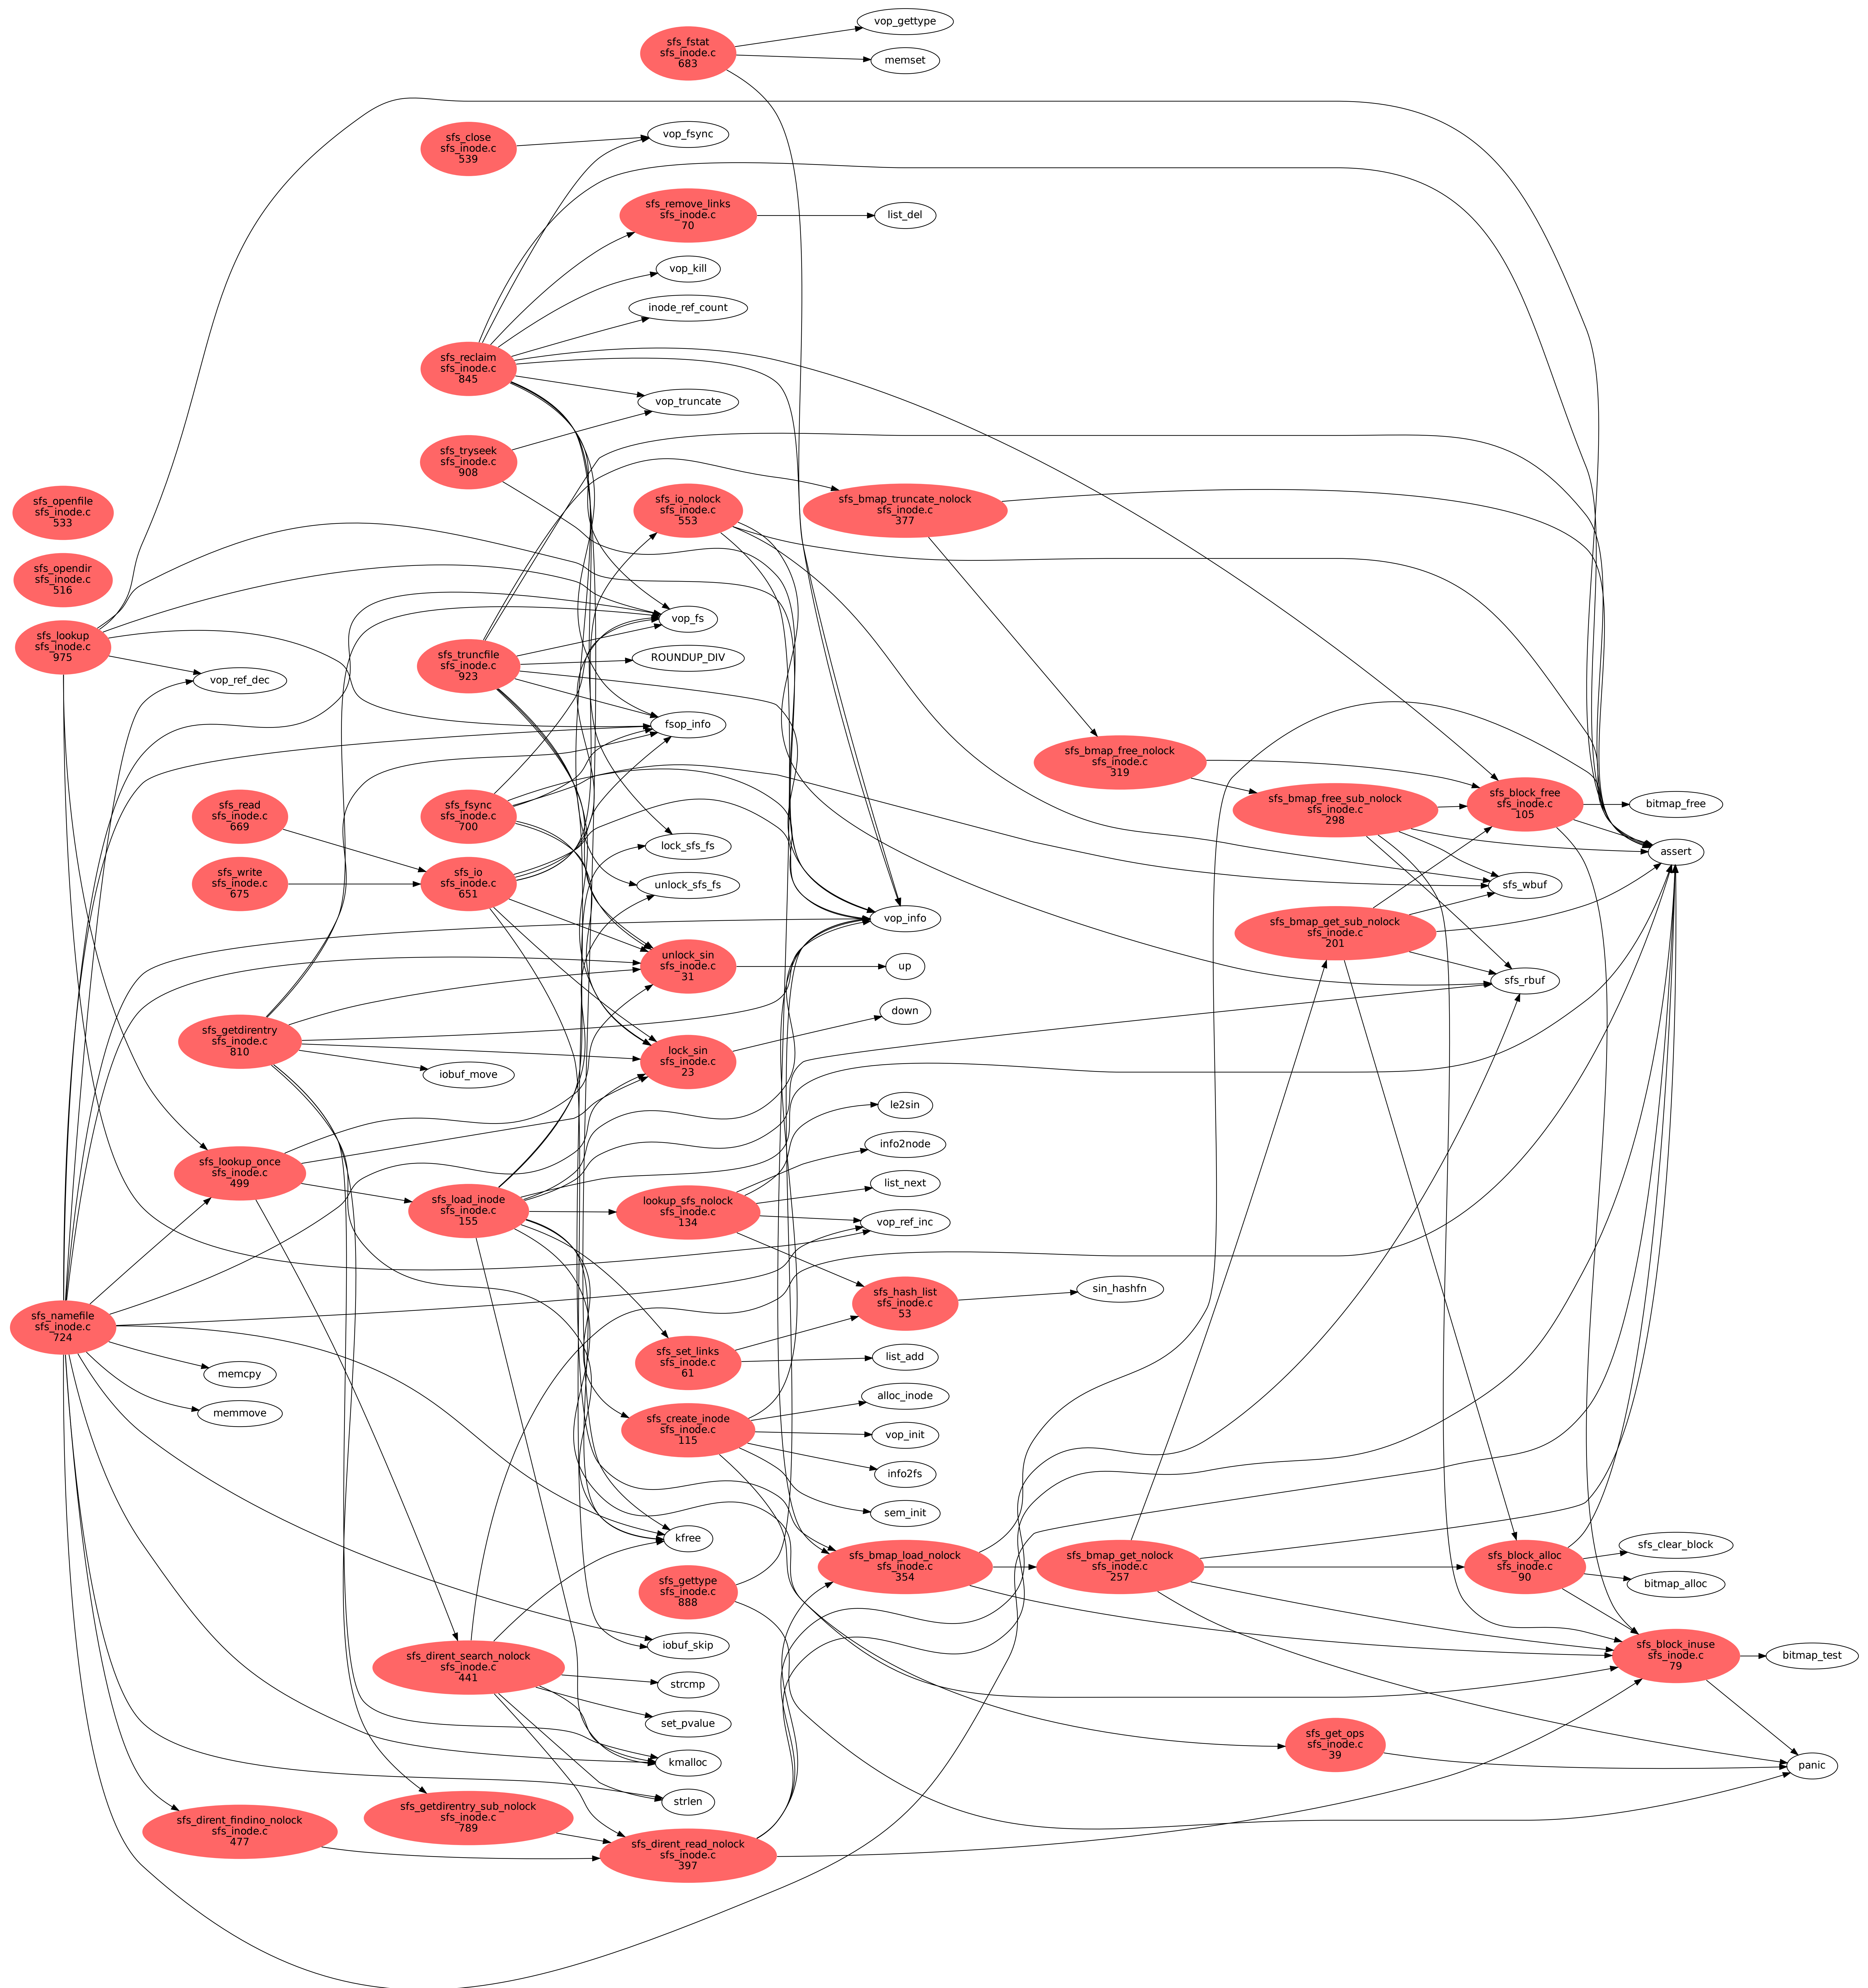 vop_gettype
sfs_fstat
sfs_inode.c
683
memset
sfs_close
sfs_inode.c
539
vop_fsync
sfs_remove_links
sfs_inode.c
70
list_del
vop_kill
inode_ref_count
sfs_reclaim
sfs_inode.c
845
vop_truncate
sfs_tryseek
sfs_inode.c
908
sfs_openfile
sfs_inode.c
533
sfs_io_nolock
sfs_inode.c
553
sfs_bmap_truncate_nolock
sfs_inode.c
377
sfs_opendir
sfs_inode.c
516
sfs_lookup
sfs_inode.c
975
vop_fs
sfs_truncfile
sfs_inode.c
923
ROUNDUP_DIV
vop_ref_dec
fsop_info
sfs_bmap_free_nolock
sfs_inode.c
319
sfs_read
sfs_inode.c
669
sfs_fsync
sfs_inode.c
700
sfs_bmap_free_sub_nolock
sfs_inode.c
298
sfs_block_free
sfs_inode.c
105
bitmap_free
lock_sfs_fs
assert
sfs_write
sfs_inode.c
675
sfs_io
sfs_inode.c
651
unlock_sfs_fs
sfs_wbuf
vop_info
sfs_bmap_get_sub_nolock
sfs_inode.c
201
unlock_sin
sfs_inode.c
31
up
sfs_rbuf
down
sfs_getdirentry
sfs_inode.c
810
lock_sin
sfs_inode.c
23
iobuf_move
le2sin
info2node
sfs_lookup_once
sfs_inode.c
499
list_next
sfs_load_inode
sfs_inode.c
155
lookup_sfs_nolock
sfs_inode.c
134
vop_ref_inc
sin_hashfn
sfs_hash_list
sfs_inode.c
53
sfs_namefile
sfs_inode.c
724
sfs_set_links
sfs_inode.c
61
list_add
memcpy
alloc_inode
memmove
sfs_create_inode
sfs_inode.c
115
vop_init
info2fs
sem_init
kfree
sfs_clear_block
sfs_bmap_load_nolock
sfs_inode.c
354
sfs_bmap_get_nolock
sfs_inode.c
257
sfs_block_alloc
sfs_inode.c
90
bitmap_alloc
sfs_gettype
sfs_inode.c
888
iobuf_skip
sfs_block_inuse
sfs_inode.c
79
bitmap_test
sfs_dirent_search_nolock
sfs_inode.c
441
strcmp
set_pvalue
sfs_get_ops
sfs_inode.c
39
kmalloc
panic
strlen
sfs_getdirentry_sub_nolock
sfs_inode.c
789
sfs_dirent_findino_nolock
sfs_inode.c
477
sfs_dirent_read_nolock
sfs_inode.c
397